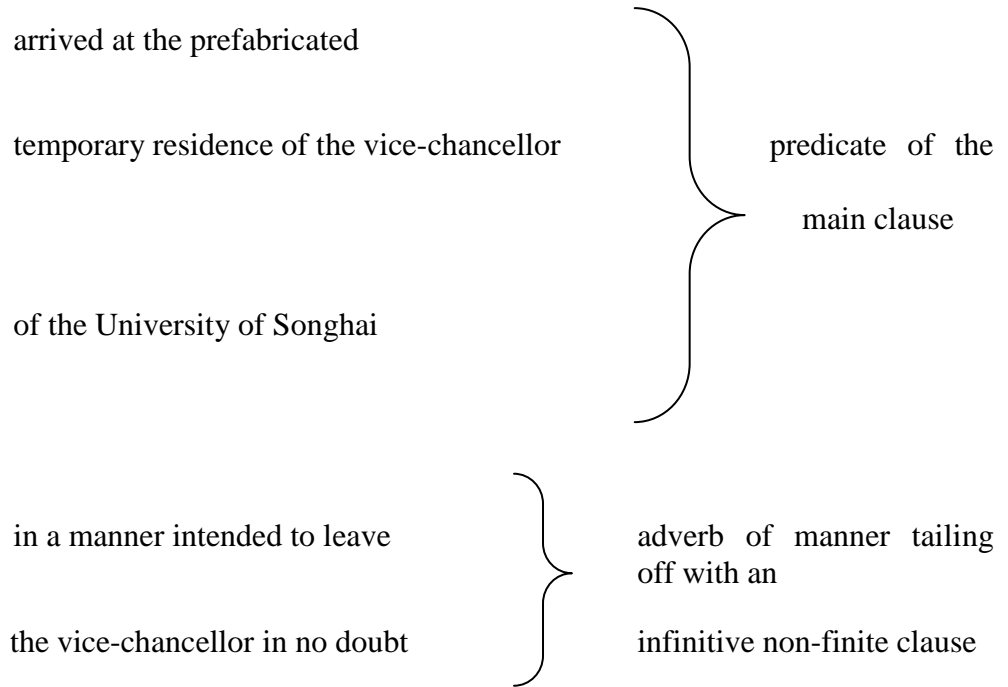 arrived at the prefabricated
temporary residence of the vice-chancellor
predicate of the
main clause
of the University of Songhai
in a manner intended to leave
adverb of manner tailing
off with an
the vice-chancellor in no doubt
infinitive non-finite clause